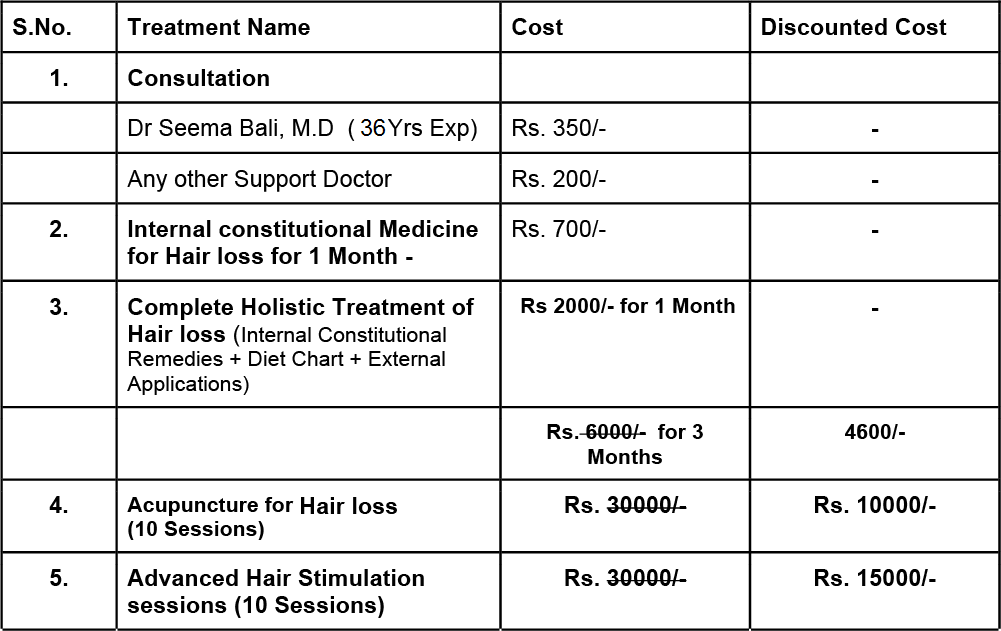 S.No. Treatment Name Cost Discounted Cost
1. Consultation
Dr Seema Bali, M.D ( 36Yrs Exp) Rs. 350/- -
Any other Support Doctor Rs. 200/- -
2. Internal constitutional Medicine Rs. 700/- -
for Hair loss for 1 Month -
3. Complete Holistic Treatment of Rs 2000/- for 1 Month -
Hair loss (Internal Constitutional
Remedies + Diet Chart + External
Applications)
Rs. 6000/- for 3 4600/-
Months
4. Acupuncture for Hair loss Rs. 30000/- Rs. 10000/-
(10 Sessions)
5. Advanced Hair Stimulation Rs. 30000/- Rs. 15000/-
sessions (10 Sessions)